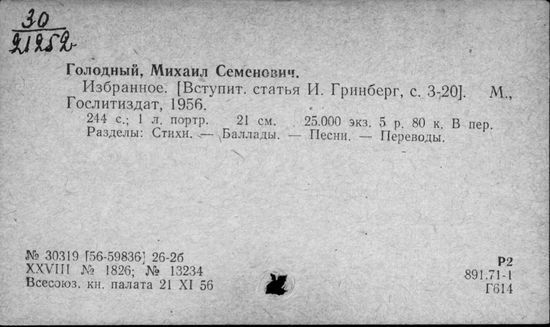 30
21252
Голодный, Михаил Семенович.
Избранное. [Вступит. статья И. Гринберг, с. 3-20]. М.,
Гослитиздат, 1956.
244 с.; 1 л. портр. 21 см. 25.000 экз. 5 р. 80 к. В пер.
Разделы: Стихи. — Баллады. — Песни. — Переводы.
№ 30319 [56-59836] 26-2б
XXVIII № 1826; № 13234
Всесоюз. кн. палата 21 XI 56
Р2
891.71-1
Г614